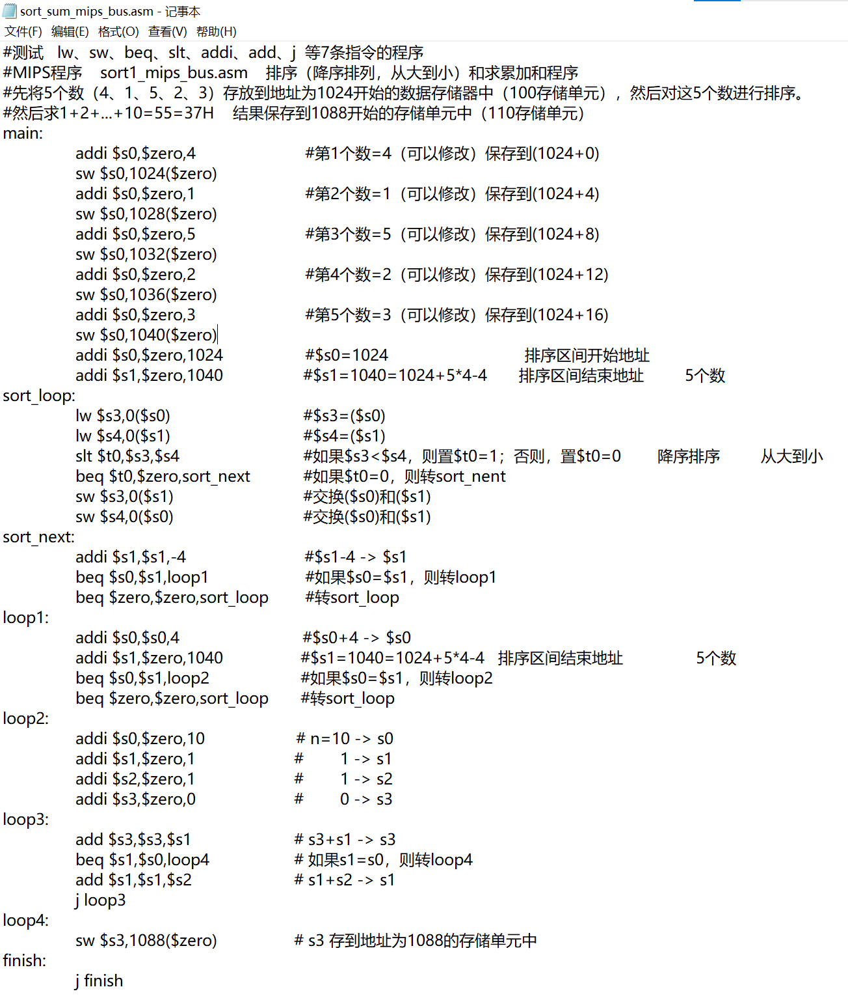 sort_sum_mips_bus.asm - 记事本
文件(F) 编辑(E) 格式(O) 查看(V) 帮助(H)
#测试 lw、sw、beq、slt、addi、add、j 等7条指令的程序
#MIPS程序 sort1_mips_bus.asm 排序（降序排列，从大到小）和求累加和程序
#先将5个数（4、1、5、2、3）存放到地址为1024开始的数据存储器中（100存储单元），然后对这5个数进行排序。
#然后求1+2+...+10=55=37H 结果保存到1088开始的存储单元中（110存储单元）
main:
addi $s0,$zero,4 #第1个数=4（可以修改）保存到(1024+0)
sw $s0,1024($zero)
addi $s0,$zero,1 #第2个数=1（可以修改）保存到(1024+4)
sw $s0,1028($zero)
addi $s0,$zero,5 #第3个数=5（可以修改）保存到(1024+8)
sw $s0,1032($zero)
addi $s0,$zero,2 #第4个数=2（可以修改）保存到(1024+12)
sw $s0,1036($zero)
addi $s0,$zero,3 #第5个数=3（可以修改）保存到(1024+16)
sw $s0,1040($zero)
addi $s0,$zero,1024 #$s0=1024 排序区间开始地址
addi $s1,$zero,1040 #$s1=1040=1024+5*4-4 排序区间结束地址 5个数
sort_loop:
lw $s3,0($s0) #$s3=($s0)
lw $s4,0($s1) #$s4=($s1)
slt $t0,$s3,$s4 #如果$s3<$s4，则置$t0=1；否则，置$t0=0 降序排序 从大到小
beq $t0,$zero,sort_next #如果$t0=0，则转sort_nent
sw $s3,0($s1) #交换($s0)和($s1)
sw $s4,0($s0) #交换($s0)和($s1)
sort_next:
addi $s1,$s1,-4 #$s1-4 -> $s1
beq $s0,$s1,loop1 #如果$s0=$s1，则转loop1
beq $zero,$zero,sort_loop #转sort_loop
loop1:
addi $s0,$s0,4 #$s0+4 -> $s0
addi $s1,$zero,1040 #$s1=1040=1024+5*4-4 排序区间结束地址 5个数
beq $s0,$s1,loop2 #如果$s0=$s1，则转loop2
beq $zero,$zero,sort_loop #转sort_loop
loop2:
addi $s0,$zero,10 # n=10 -> s0
addi $s1,$zero,1 # 1 -> s1
addi $s2,$zero,1 # 1 -> s2
addi $s3,$zero,0 # 0 -> s3
loop3:
add $s3,$s3,$s1 # s3+s1 -> s3
beq $s1,$s0,loop4 # 如果s1=s0，则转loop4
add $s1,$s1,$s2 # s1+s2 -> s1
j loop3
loop4:
sw $s3,1088($zero) # s3 存到地址为1088的存储单元中
finish:
j finish